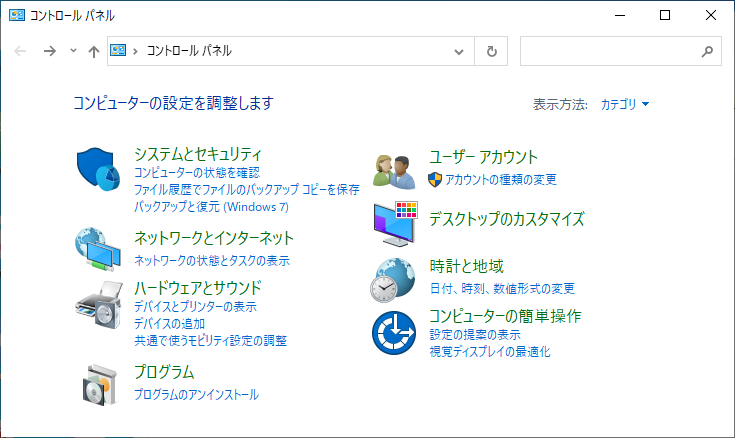 コントロール パネル
コントロール パネル
コンピューターの設定を調整します
表示方法: カテゴリ
システムとセキュリティ
コンピューターの状態を確認
ファイル履歴でファイルのバックアップ コピーを保存
バックアップと復元 (Windows 7)
ネットワークとインターネット
ネットワークの状態とタスクの表示
ハードウェアとサウンド
デバイスとプリンターの表示
デバイスの追加
共通で使うモビリティ設定の調整
プログラム
プログラムのアンインストール
ユーザー アカウント
アカウントの種類の変更
デスクトップのカスタマイズ
時計と地域
日付、時刻、数値形式の変更
コンピューターの簡単操作
設定の提案の表示
視覚ディスプレイの最適化